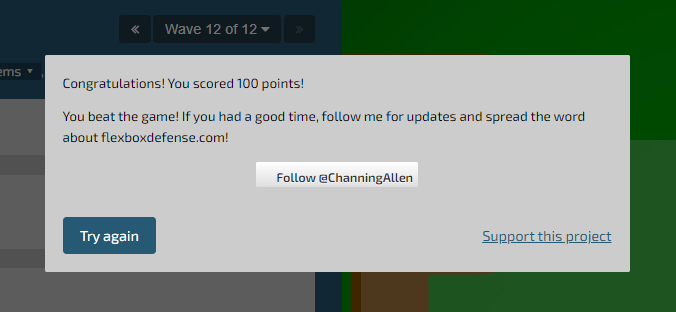 «
Wave 12 of 12
»
ems
Congratulations! You scored 100 points!
You beat the game! If you had a good time, follow me for updates and spread the word
about flexboxdefense.com!
Follow @ChanningAllen
Try again
Support this project